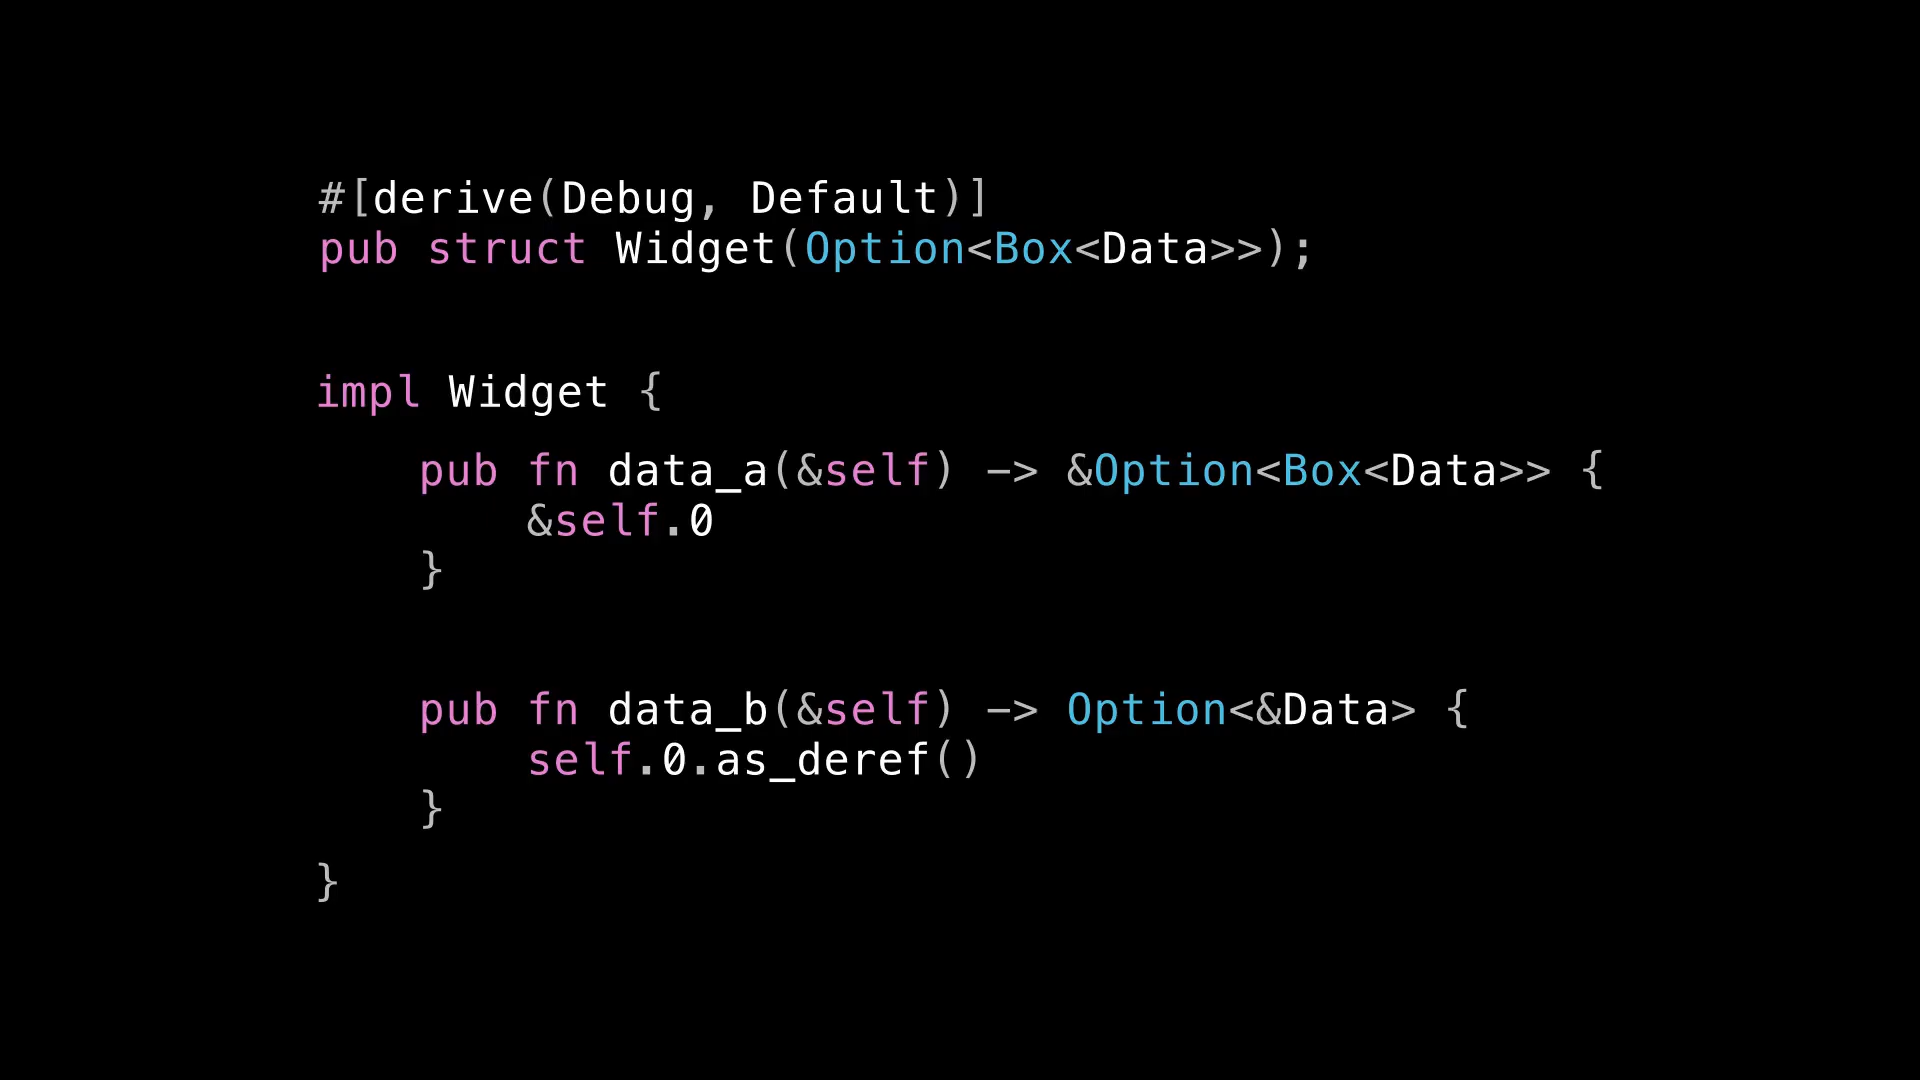 #[derive(Debug, Default)]
pub struct Widget(Option<Box<Data>>);
impl Widget {
    pub fn data_a(&self) -> &Option<Box<Data>> {
        &self.0
    }
    pub fn data_b(&self) -> Option<&Data> {
        self.0.as_deref()
    }
}